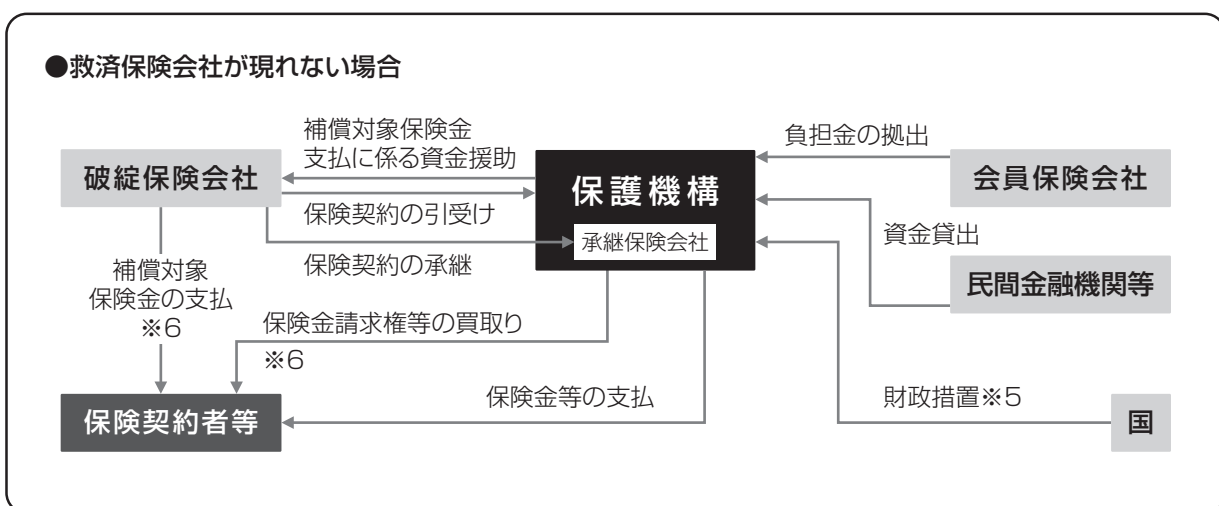 ●救済保険会社が現れない場合
補償対象保険金
支払に係る資金援助
負担金の拠出
破綻保険会社
保護機構
会員保険会社
保険契約の引受け
承継保険会社
資金貸出
保険契約の承継
補償対象
保険金の支払
※6
民間金融機関等
保険金請求権等の買取り
※6
保険金等の支払
財政措置※5
保険契約者等
国